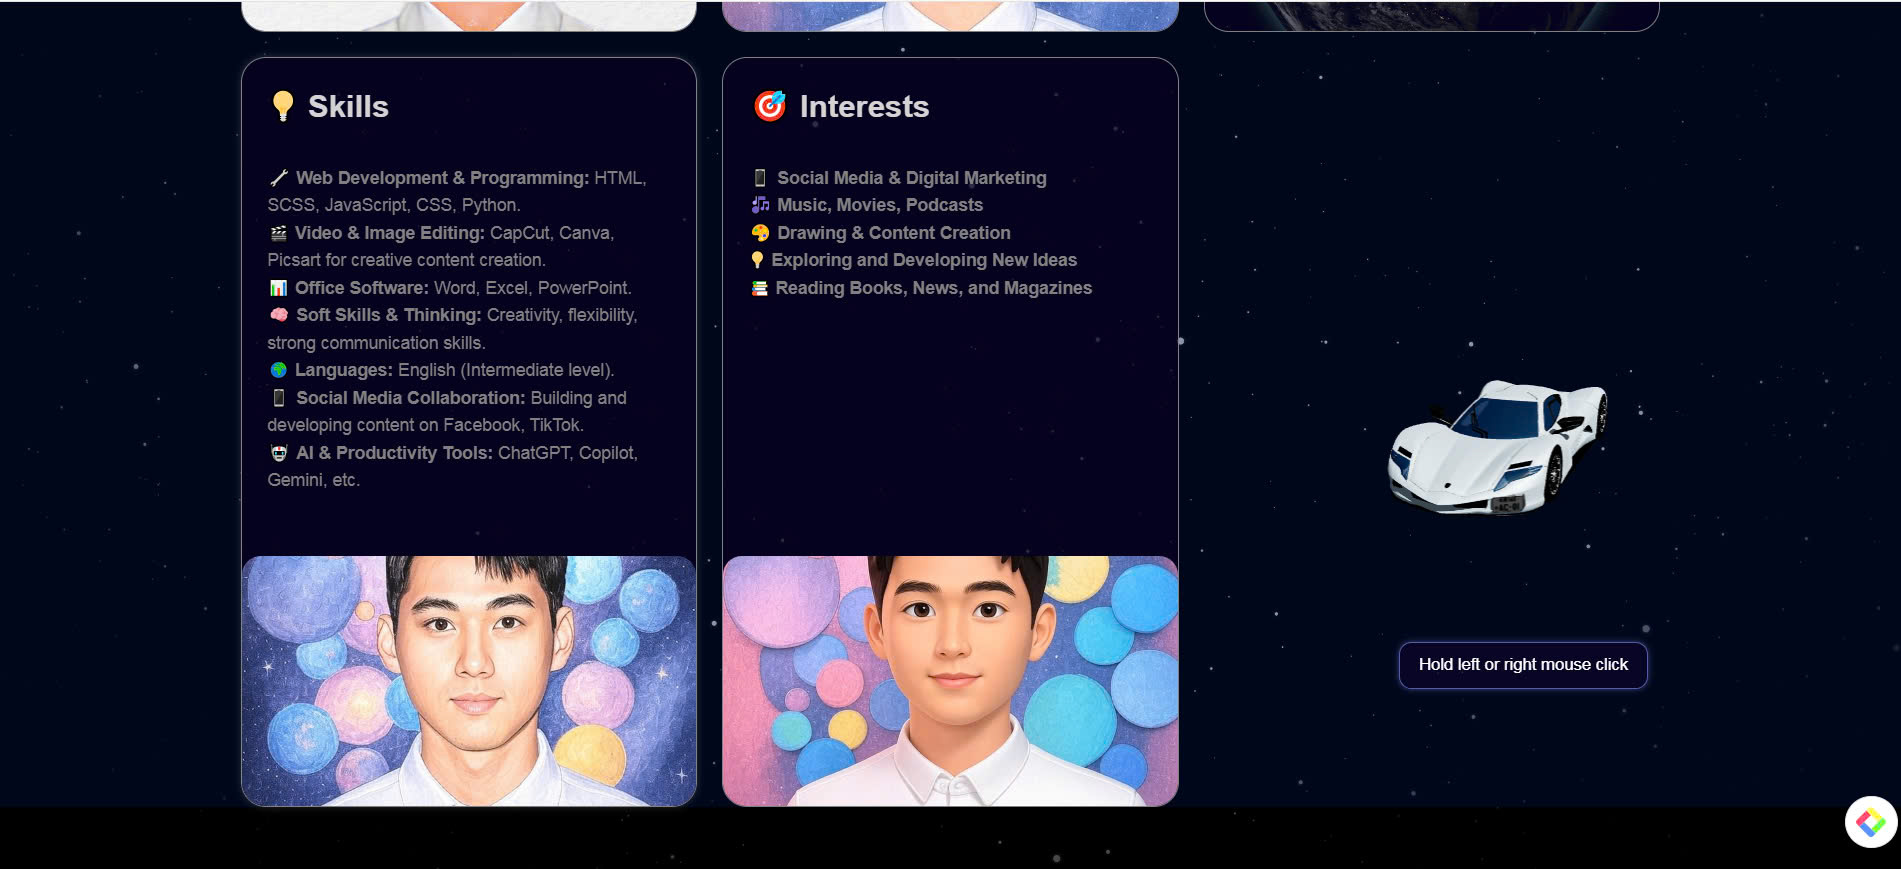 Skills
Web Development & Programming: HTML,
SCSS, JavaScript, CSS, Python.
Video & Image Editing: CapCut, Canva,
Picsart for creative content creation.
Office Software: Word, Excel, PowerPoint.
Soft Skills & Thinking: Creativity, flexibility,
strong communication skills.
Languages: English (Intermediate level).
Social Media Collaboration: Building and
developing content on Facebook, TikTok.
AI & Productivity Tools: ChatGPT, Copilot,
Gemini, etc.
Interests
Social Media & Digital Marketing
Music, Movies, Podcasts
Drawing & Content Creation
Exploring and Developing New Ideas
Reading Books, News, and Magazines
Hold left or right mouse click